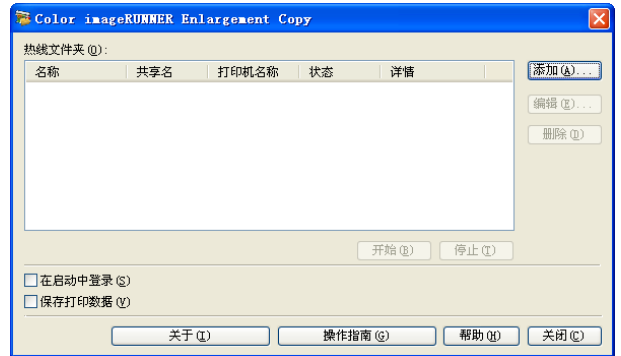 Color imageRUNNER Enlargement Copy
热线文件夹(O):
名称 共享名 打印机名称 状态 详情
添加(A)...
编辑(E)...
删除(D)
开始(B) 停止(T)
在启动中登录(S)
保存打印数据(V)
关于(I) 操作指南(G) 帮助(H) 关闭(C)